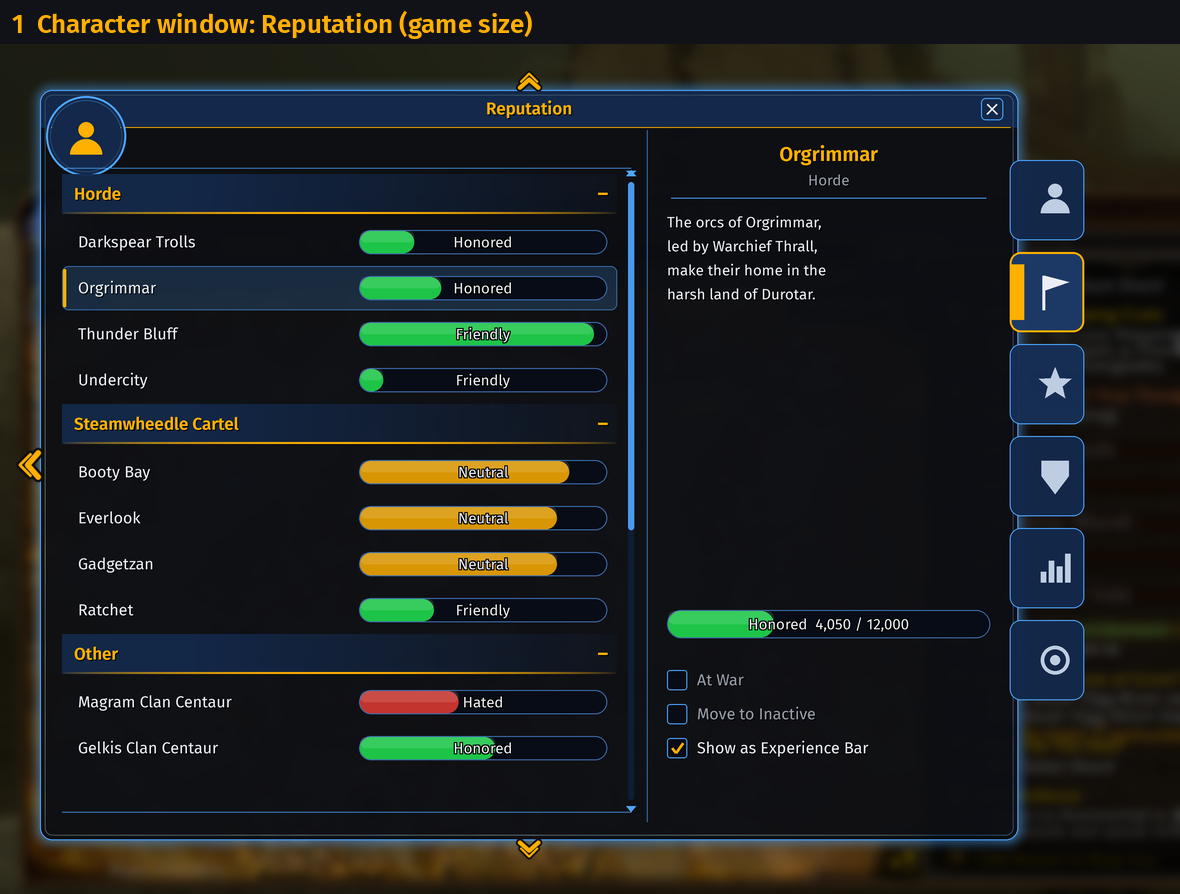 1 Character window: Reputation (game size)
Reputation
Orgrimmar
Horde
The orcs of Orgrimmar,
led by Warchief Thrall,
make their home in the
harsh land of Durotar.
Honored 4,050 / 12,000
At War
Move to Inactive
Show as Experience Bar
Horde
Darkspear Trolls Honored
Orgrimmar Honored
Thunder Bluff Friendly
Undercity Friendly
Steamwheedle Cartel
Booty Bay Neutral
Everlook Neutral
Gadgetzan Neutral
Ratchet Friendly
Other
Magram Clan Centaur Hated
Gelkis Clan Centaur Honored